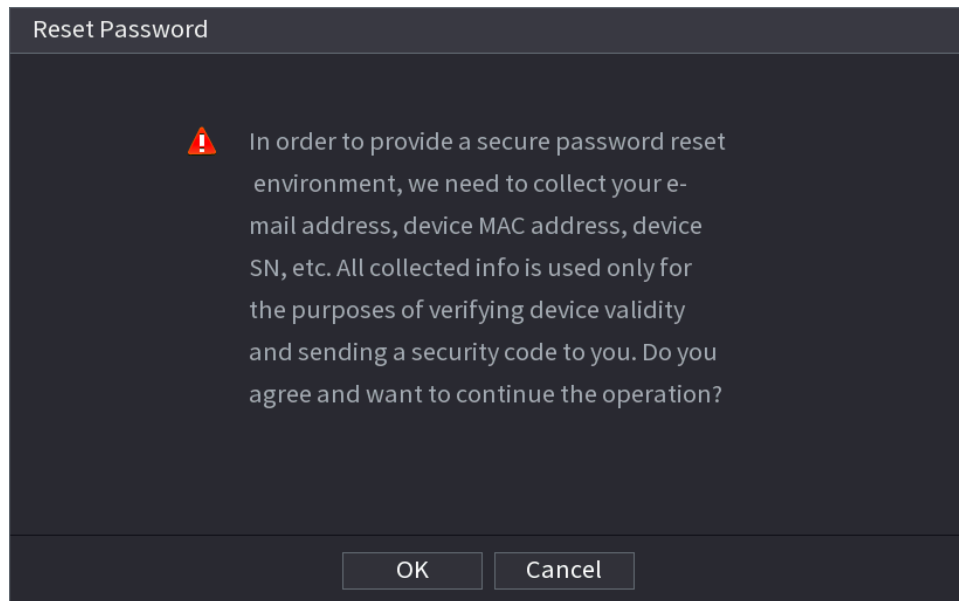 Reset Password
In order to provide a secure password reset
environment, we need to collect your e-
mail address, device MAC address, device
SN, etc. All collected info is used only for
the purposes of verifying device validity
and sending a security code to you. Do you
agree and want to continue the operation?
OK
Cancel